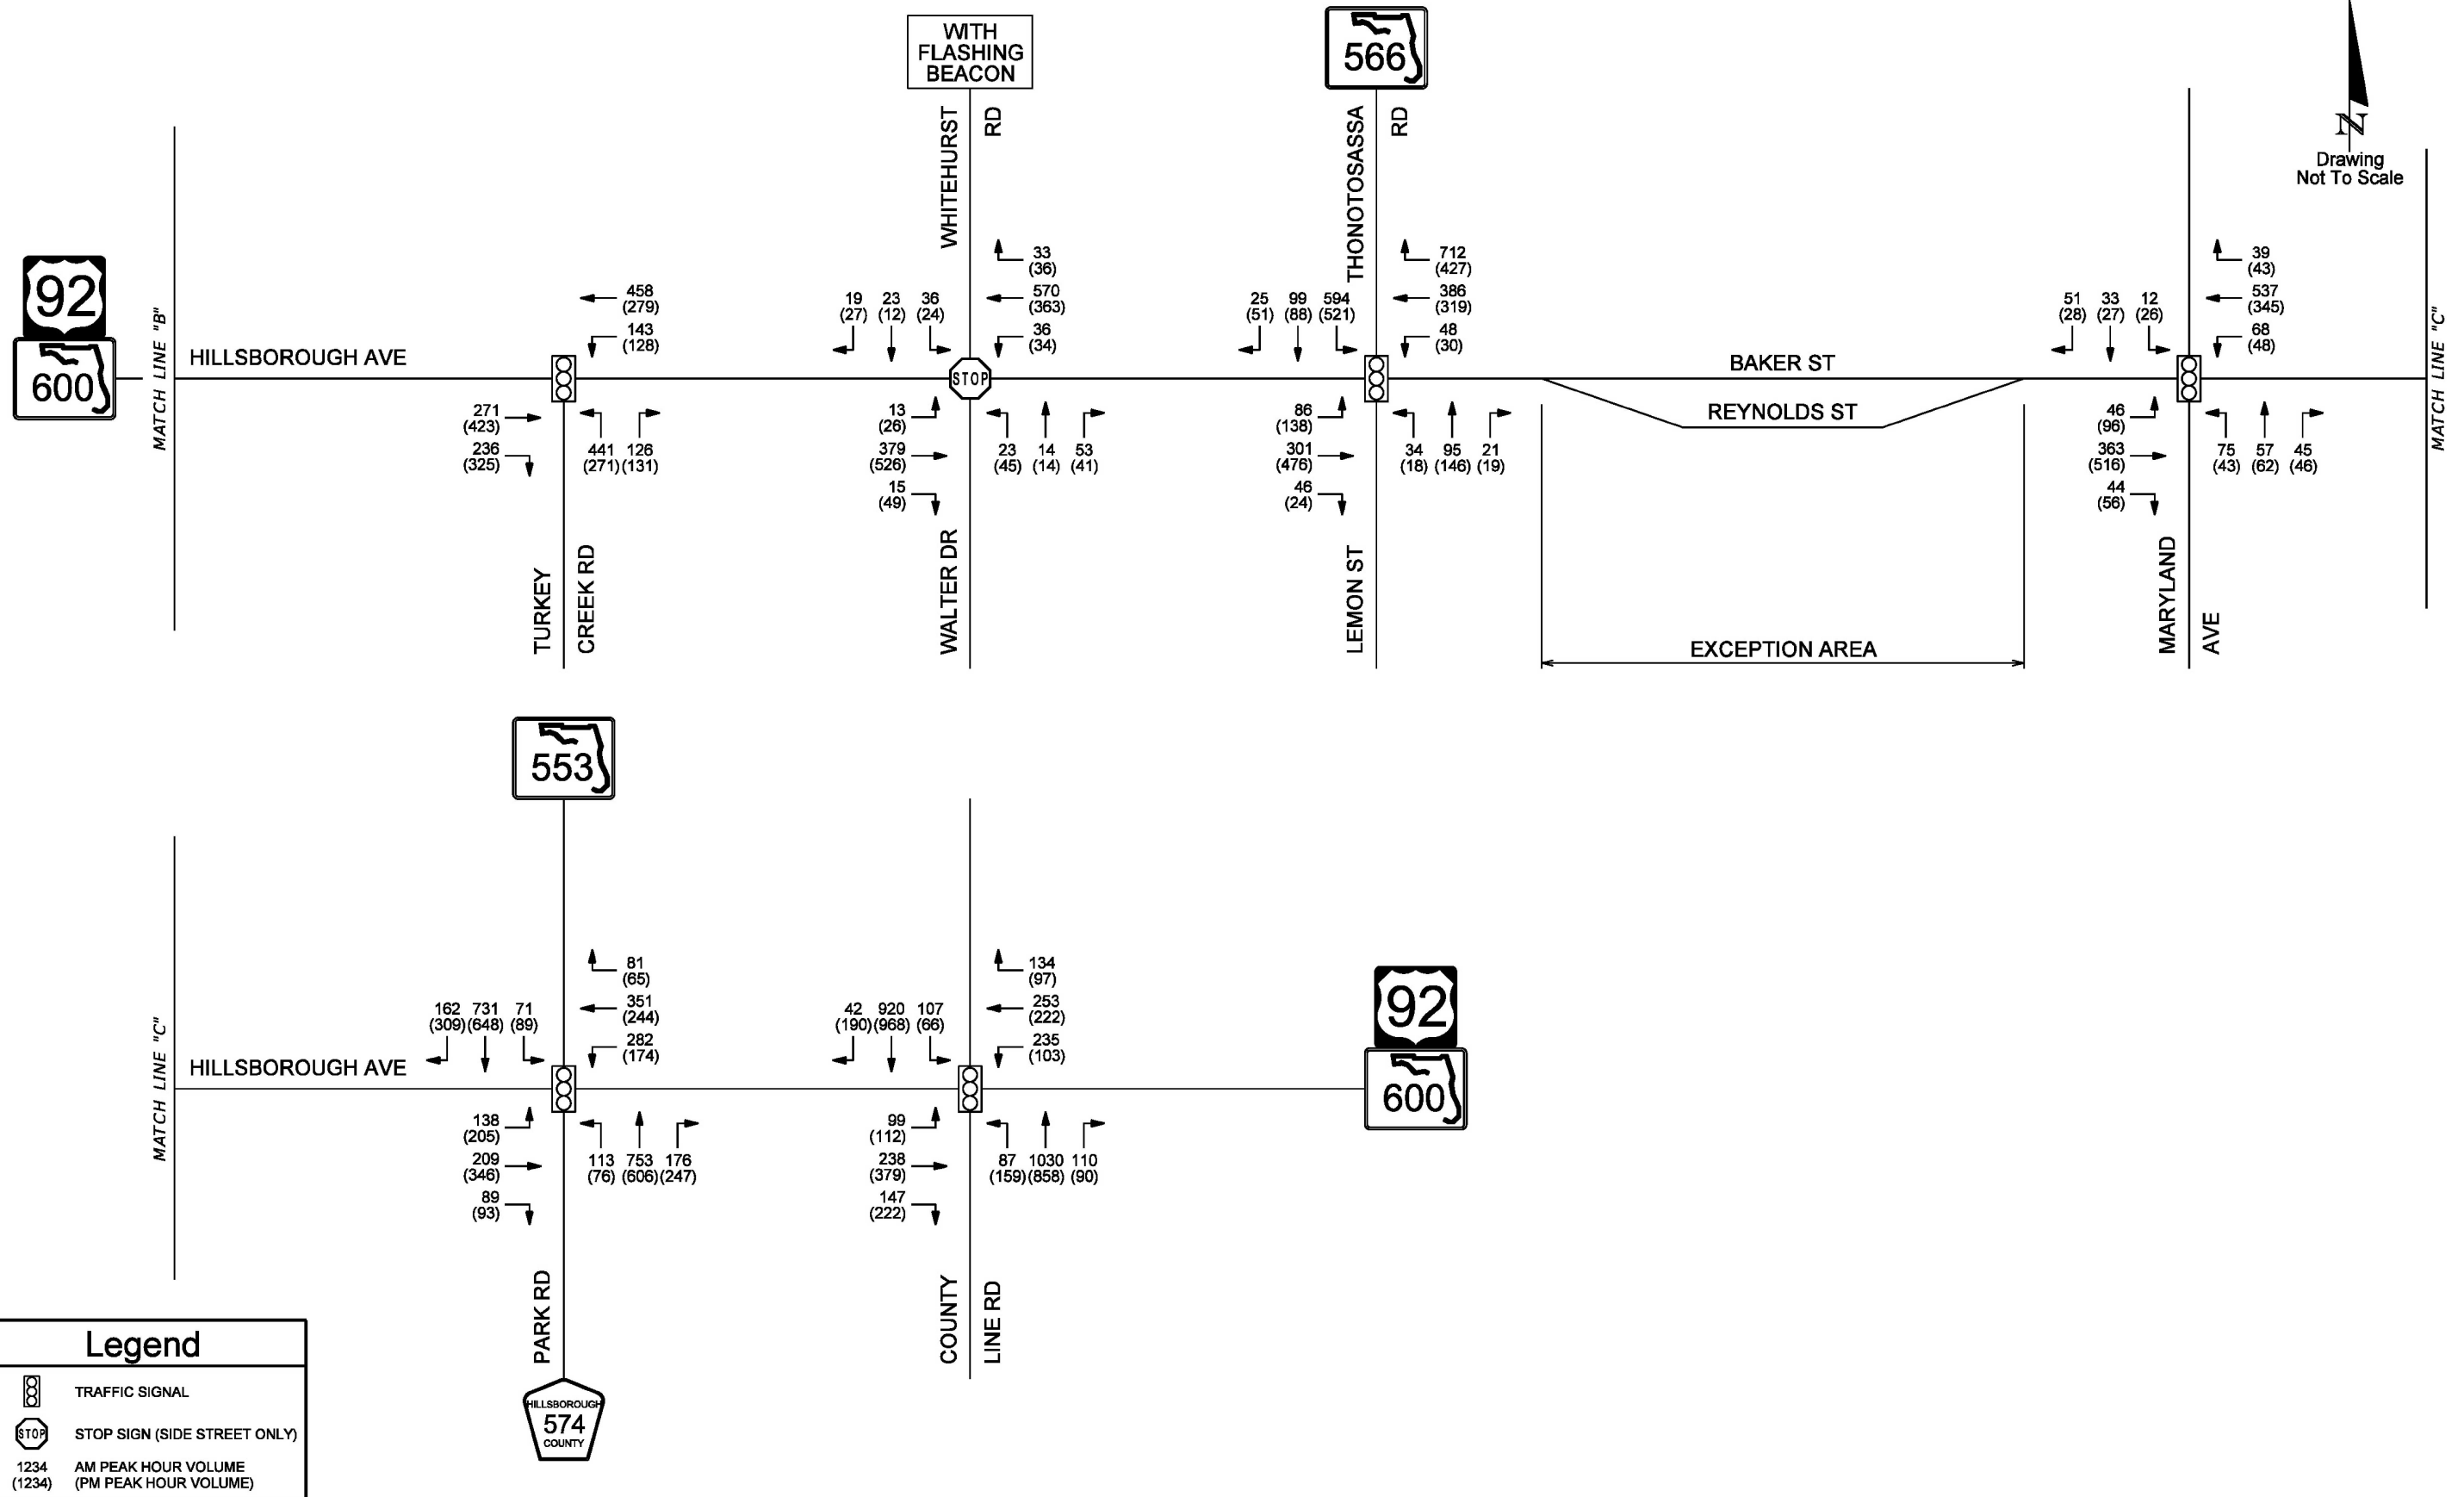 WITH
FLASHING
BEACON
566
WHITEHURST
RD
THONOTOSASSA
RD
N
Drawing
Not To Scale
92
600
MATCH LINE "B"
HILLSBOROUGH AVE
458
(279)
143
(128)
271
(423)
236
(325)
441 126
(271) (131)
TURKEY
CREEK RD
19 23 36
(27) (12) (24)
33
(36)
570
(363)
36
(34)
STOP
13
(26)
379
(526)
15
(49)
23 14 53
(45) (14) (41)
WALTER DR
25 99 594
(51) (88) (521)
712
(427)
386
(319)
48
(30)
86
(138)
301
(476)
46
(24)
34 95 21
(18) (146) (19)
LEMON ST
BAKER ST
REYNOLDS ST
EXCEPTION AREA
51 33 12
(28) (27) (26)
39
(43)
537
(345)
68
(48)
46
(96)
363
(516)
44
(56)
75 57 45
(43) (62) (46)
MARYLAND
AVE
MATCH LINE "C"
553
MATCH LINE "C"
HILLSBOROUGH AVE
162 731 71
(309) (648) (89)
81
(65)
351
(244)
282
(174)
138
(205)
209
(346)
89
(93)
113 753 176
(76) (606) (247)
PARK RD
HILLSBOROUGH
574
COUNTY
42 920 107
(190) (968) (66)
134
(97)
253
(222)
235
(103)
99
(112)
238
(379)
147
(222)
87 1030 110
(159) (858) (90)
COUNTY
LINE RD
92
600
Legend
TRAFFIC SIGNAL
STOP STOP SIGN (SIDE STREET ONLY)
1234 AM PEAK HOUR VOLUME
(1234) (PM PEAK HOUR VOLUME)